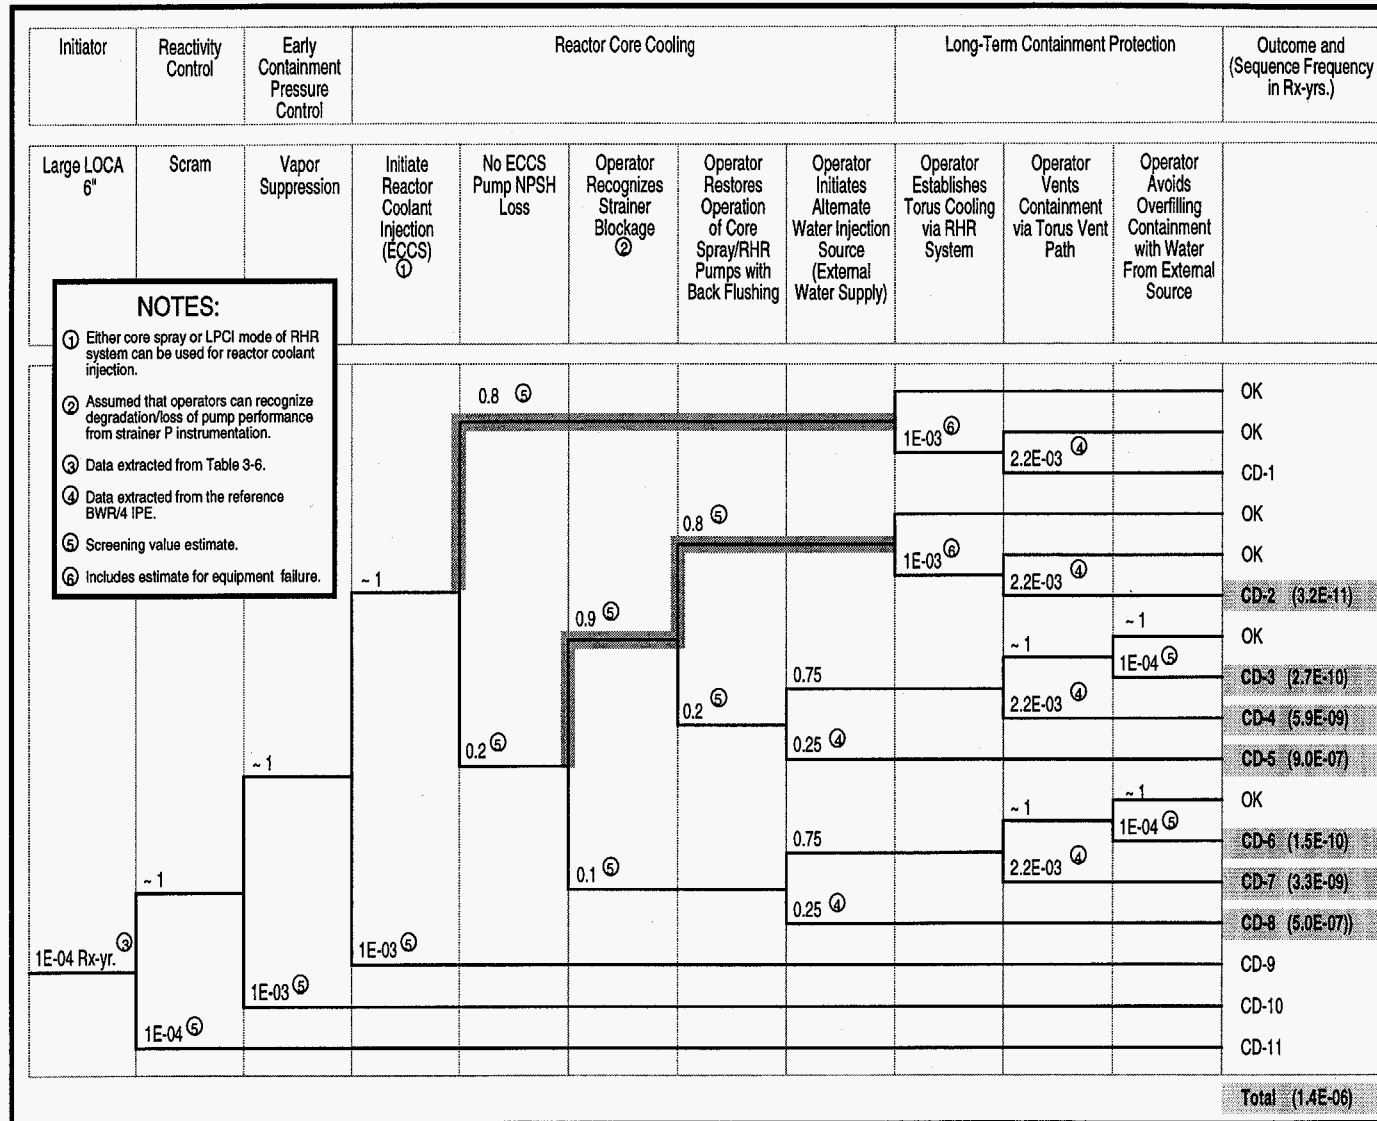 Initiator
Reactivity
Control
Early
Containment
Pressure
Control
Reactor Core Cooling
Long-Term Containment Protection
Outcome and
(Sequence Frequency
in Rx-yrs.)
Large LOCA
6"
Scram
Vapor
Suppression
Initiate
Reactor
Coolant
Injection
(ECCS)
①
No ECCS
Pump NPSH
Loss
Operator
Recognizes
Strainer
Blockage
②
Operator
Restores
Operation
of Core
Spray/RHR
Pumps with
Back Flushing
Operator
Initiates
Alternate
Water Injection
Source
(External
Water Supply)
Operator
Establishes
Torus Cooling
via RHR
System
Operator
Vents
Containment
via Torus Vent
Path
Operator
Avoids
Overfilling
Containment
with Water
From External
Source
NOTES:
① Either core spray or LPCI mode of RHR
system can be used for reactor coolant
injection.
② Assumed that operators can recognize
degradation/loss of pump performance
from strainer P instrumentation.
③ Data extracted from Table 3-6.
④ Data extracted from the reference
BWR/4 IPE.
⑤ Screening value estimate.
⑥ Includes estimate for equipment failure.
0.8 ⑤
OK
1E-03 ⑥
OK
2.2E-03 ④
CD-1
0.8 ⑤
OK
1E-03 ⑥
OK
2.2E-03 ④
CD-2 (3.2E-11)
~ 1
0.9 ⑤
~ 1
~ 1
OK
1E-04 ⑤
CD-3 (2.7E-10)
0.75
0.2 ⑤
2.2E-03 ④
CD-4 (5.9E-09)
0.2 ⑤
0.25 ④
CD-5 (9.0E-07)
~ 1
~ 1
~ 1
OK
1E-04 ⑤
CD-6 (1.5E-10)
0.75
2.2E-03 ④
CD-7 (3.3E-09)
~ 1
0.1 ⑤
0.25 ④
CD-8 (5.0E-07))
1E-04 Rx-yr. ③
1E-03 ⑤
CD-9
1E-03 ⑤
CD-10
1E-04 ⑤
CD-11
Total (1.4E-06)